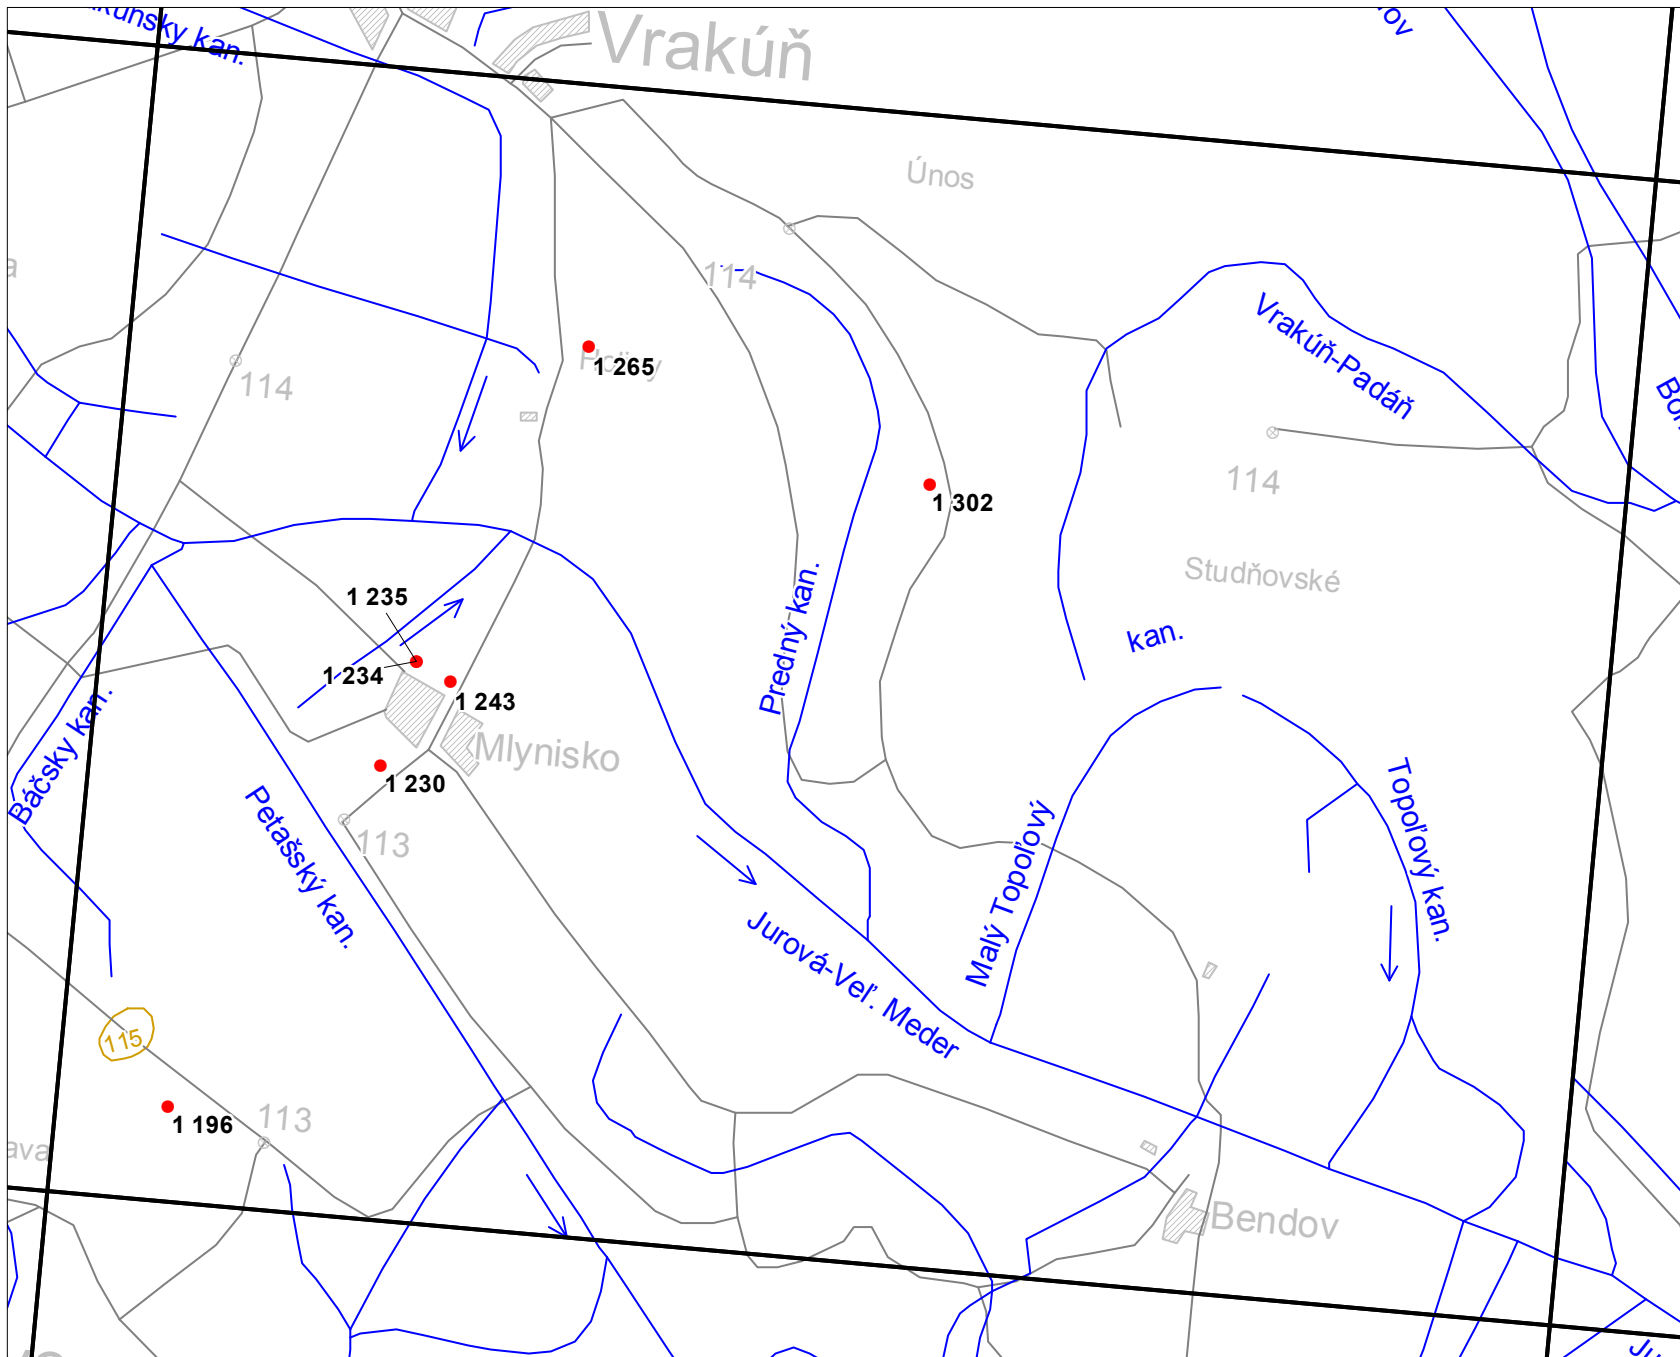 kan.
Vrakúň
Únos
114
114
Vrakúň-Padáň
1 265
114
1 302
Studňovské
1 235
kan.
Predný kan.
1 234
1 243
Mlynisko
Báčsky kan.
1 230
113
Petašský kan.
Malý Topoľový
Topoľový kan.
Jurová-Veľ. Meder
115
1 196
113
Bendov